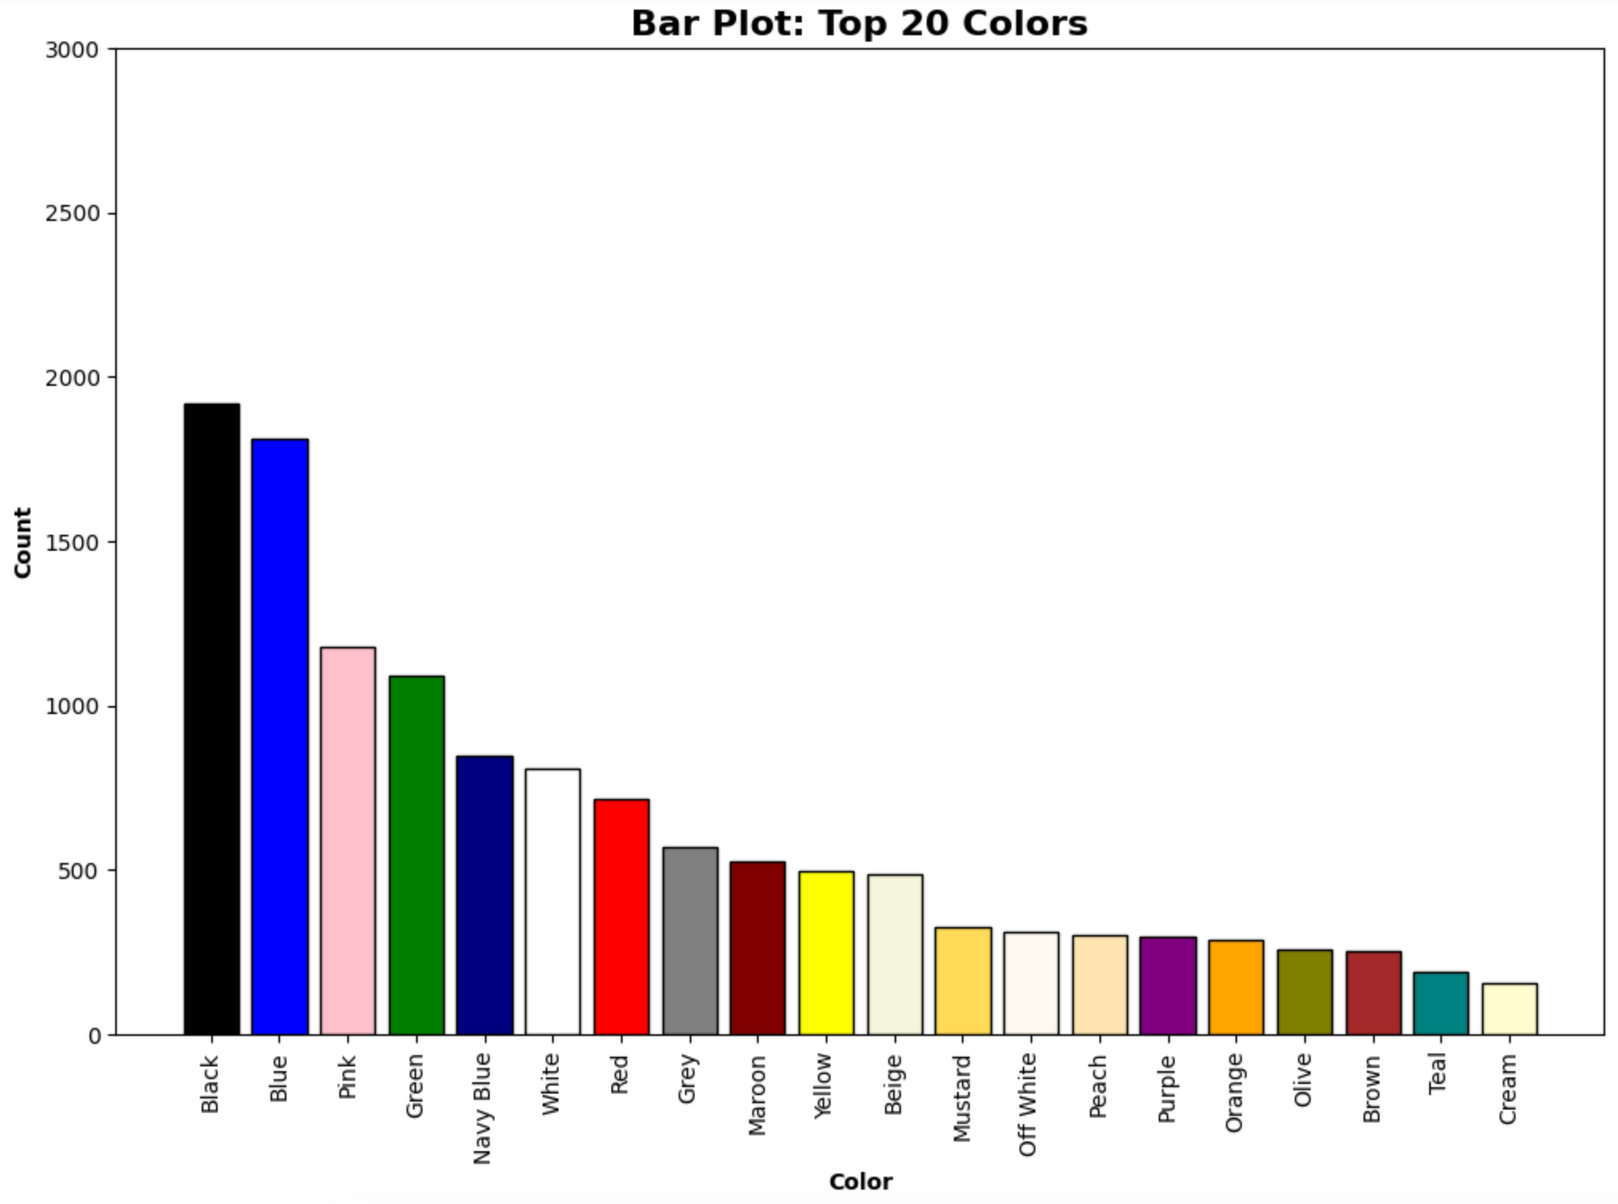 Bar Plot: Top 20 Colors
3000
2500
2000
1500
1000
500
0
Count
Black
Blue
Pink
Green
Navy Blue
White
Red
Grey
Maroon
Yellow
Beige
Mustard
Off White
Peach
Purple
Orange
Olive
Brown
Teal
Cream
Color